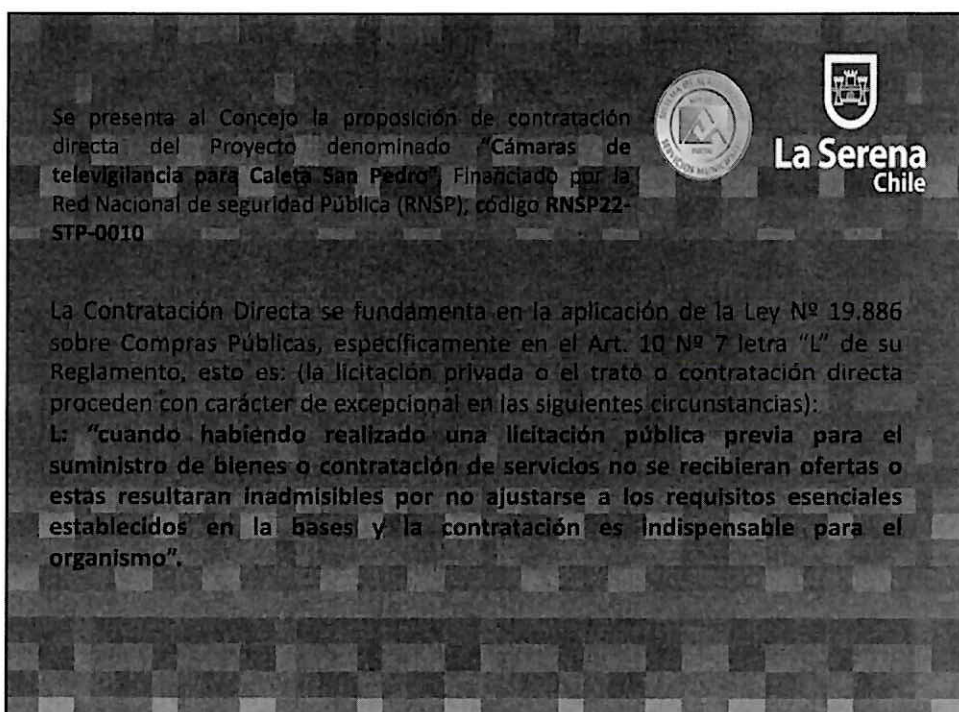 Se presenta al Concejo la proposición de contratación
directa del Proyecto denominado "Cámaras de
televigilancia para Caleta San Pedro", Financiado por la
Red Nacional de seguridad Pública (RNSP), código RNSP22-
STP-0010
La Serena
Chile
La Contratación Directa se fundamenta en la aplicación de la Ley Nº 19.886
sobre Compras Públicas, específicamente en el Art. 10 Nº 7 letra "L" de su
Reglamento, esto es: (la licitación privada o el trato o contratación directa
proceden con carácter de excepcional en las siguientes circunstancias):
L: "cuando habiendo realizado una licitación pública previa para el
suministro de bienes o contratación de servicios no se recibieran ofertas o
estas resultaran inadmisibles por no ajustarse a los requisitos esenciales
establecidos en la bases y la contratación es indispensable para el
organismo".